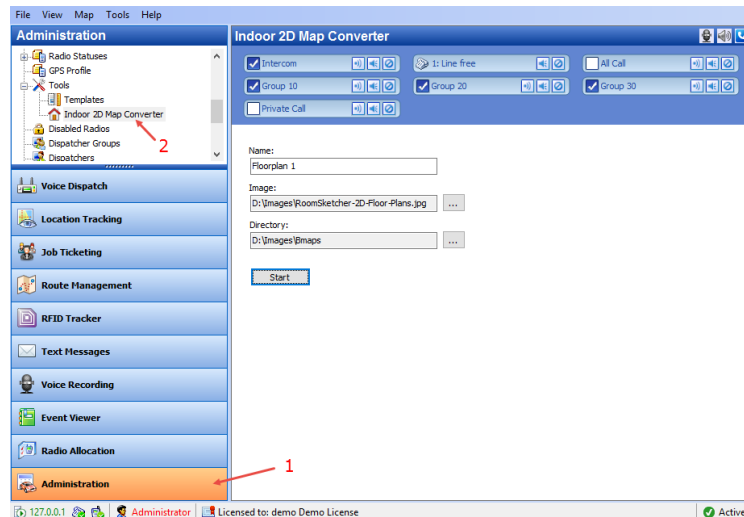 File View Map Tools Help
Administration
Radio Statuses
GPS Profile
Tools
Templates
Indoor 2D Map Converter
Disabled Radios
Dispatcher Groups
Dispatchers
2
Voice Dispatch
Location Tracking
Job Ticketing
Route Management
RFID Tracker
Text Messages
Voice Recording
Event Viewer
Radio Allocation
Administration
1
Indoor 2D Map Converter
Intercom 1: Line free All Call
Group 10 Group 20 Group 30
Private Call
Name:
Floorplan 1
Image:
D:\Images\RoomSketcher-2D-Floor-Plans.jpg ...
Directory:
D:\Images\Bmaps ...
Start
127.0.0.1 Administrator Licensed to: demo Demo License Active